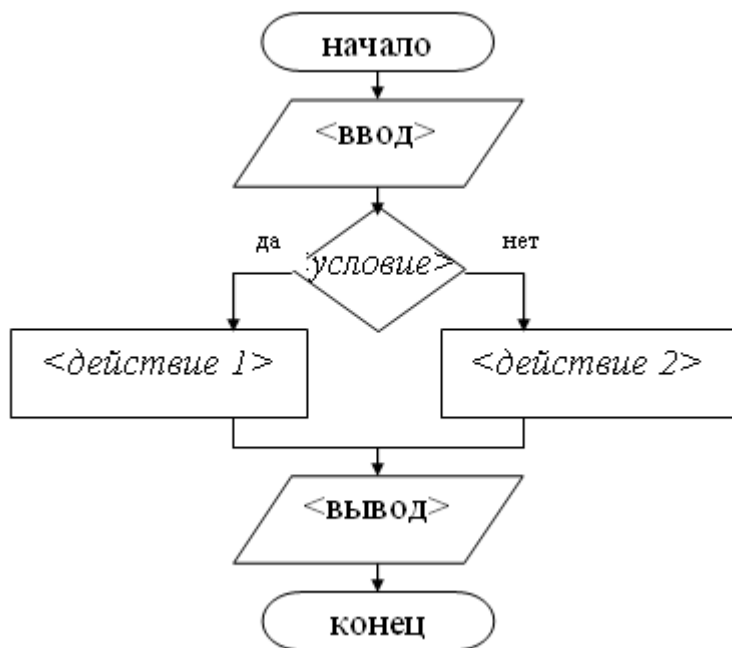 начало
<ввод>
да
нет
условие>
<действие 1>
<действие 2>
<вывод>
конец